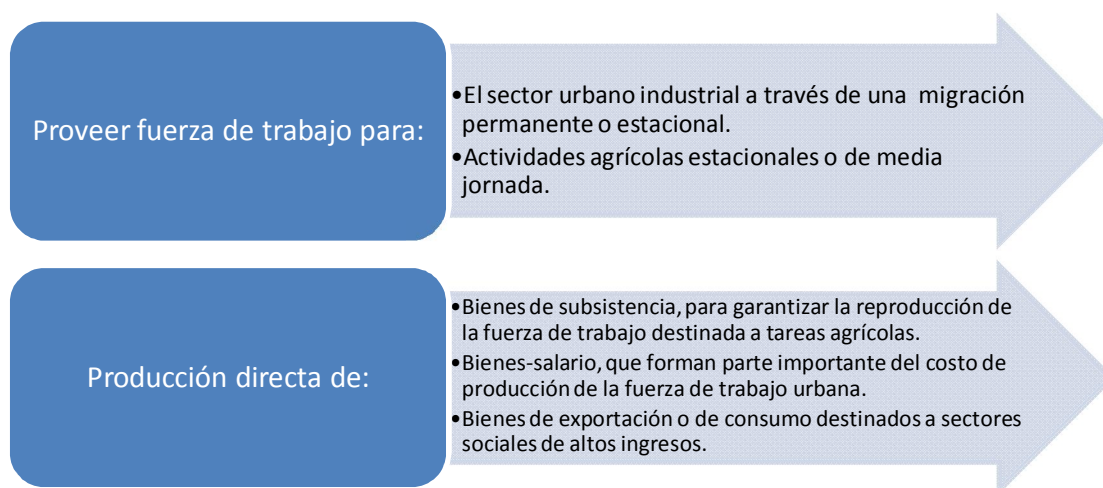 Proveer fuerza de trabajo para:
•El sector urbano industrial a través de una migración
permanente o estacional.
•Actividades agrícolas estacionales o de media
jornada.
Producción directa de:
•Bienes de subsistencia, para garantizar la reproducción de
la fuerza de trabajo destinada a tareas agrícolas.
•Bienes-salario, que forman parte importante del costo de
producción de la fuerza de trabajo urbana.
•Bienes de exportación o de consumo destinados a sectores
sociales de altos ingresos.